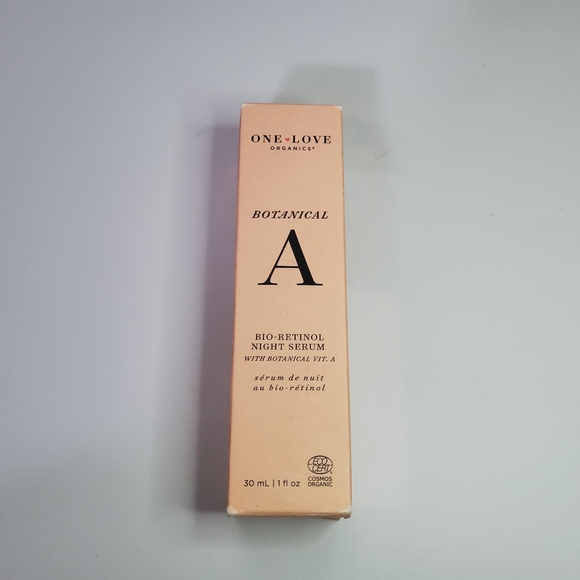 ONE♥LOVE
ORGANICS®
BOTANICAL
A
BIO-RETINOL
NIGHT SERUM
WITH BOTANICAL VIT. A
sérum de nuit
au bio-rétinol
ECO
CERT
COSMOS
ORGANIC
30 mL | 1 fl oz